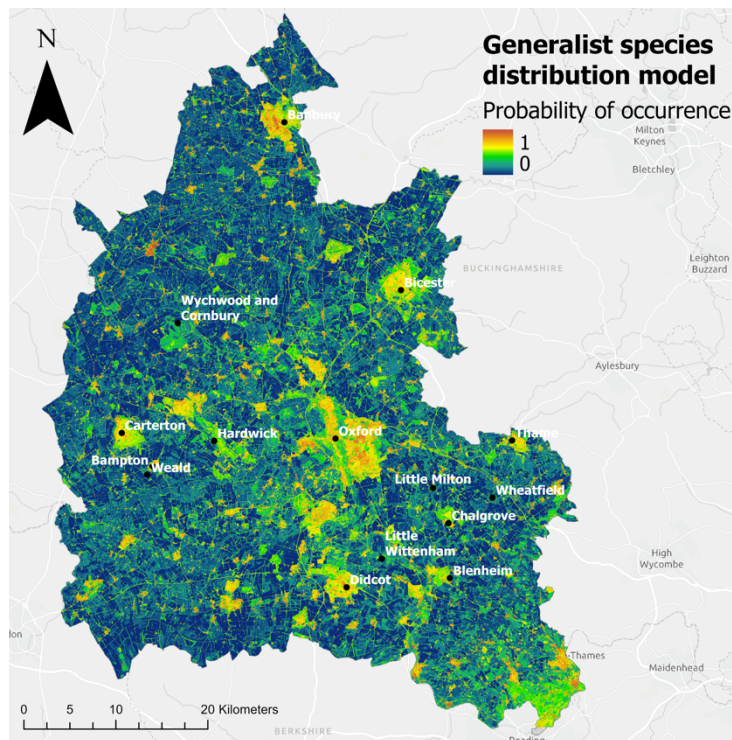 N
Generalist species
distribution model
Probability of occurrence
1
0
Banbury
Milton
Keynes
Bletchley
Leighton
Buzzard
BUCKINGHAMSHIRE
Bicester
Wychwood and
Cornbury
Aylesbury
Carterton
Hardwick
Oxford
Thame
Bampton
Weald
Little Milton
Wheatfield
Chalgrove
Little
Wittenham
High
Wycombe
Didcot
Blenheim
-Thames
Maidenhead
don
0 5 10 20 Kilometers
BERKSHIRE
Reading